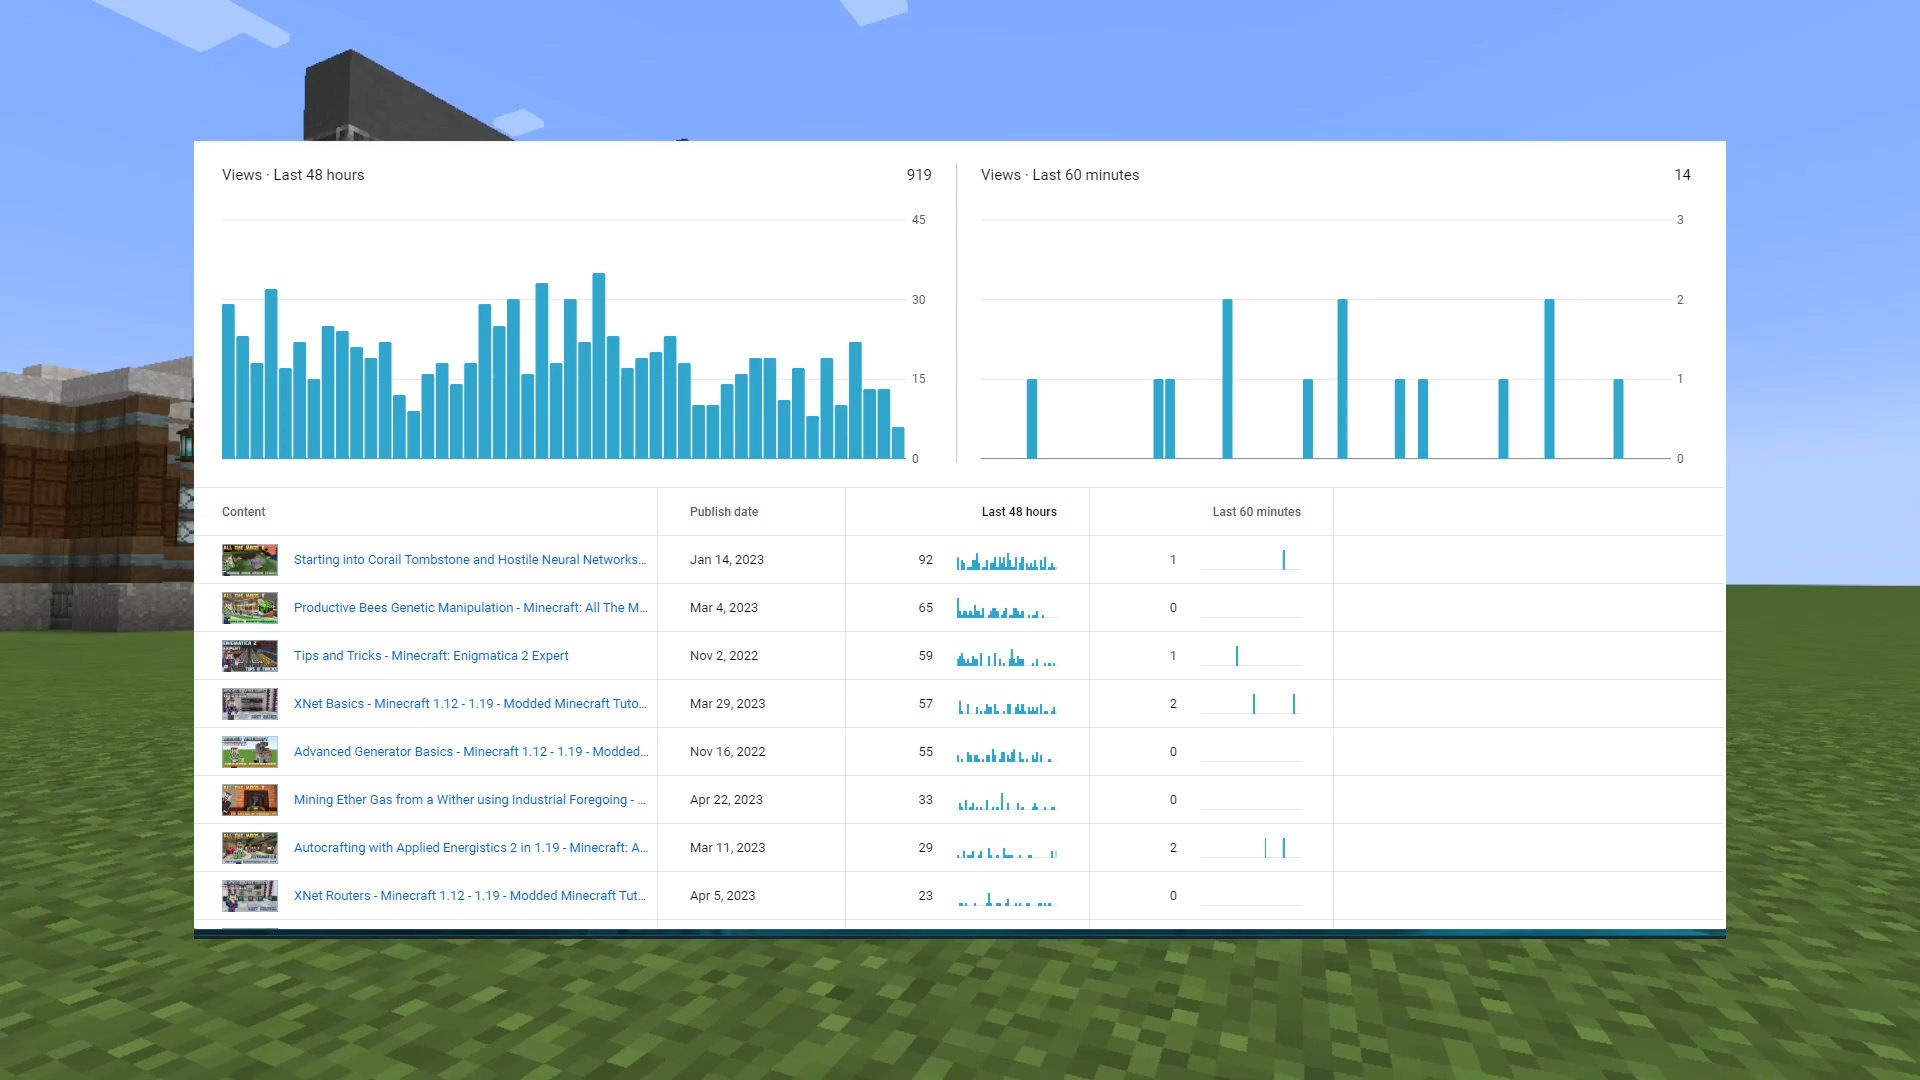 Views · Last 48 hours 919
45
30
15
0
Views · Last 60 minutes 14
3
2
1
0
Content Publish date Last 48 hours Last 60 minutes
Starting into Corail Tombstone and Hostile Neural Networks... Jan 14, 2023 92 1
Productive Bees Genetic Manipulation - Minecraft: All The M... Mar 4, 2023 65 0
Tips and Tricks - Minecraft: Enigmatica 2 Expert Nov 2, 2022 59 1
XNet Basics - Minecraft 1.12 - 1.19 - Modded Minecraft Tuto... Mar 29, 2023 57 2
Advanced Generator Basics - Minecraft 1.12 - 1.19 - Modded... Nov 16, 2022 55 0
Mining Ether Gas from a Wither using Industrial Foregoing - ... Apr 22, 2023 33 0
Autocrafting with Applied Energistics 2 in 1.19 - Minecraft: A... Mar 11, 2023 29 2
XNet Routers - Minecraft 1.12 - 1.19 - Modded Minecraft Tut... Apr 5, 2023 23 0